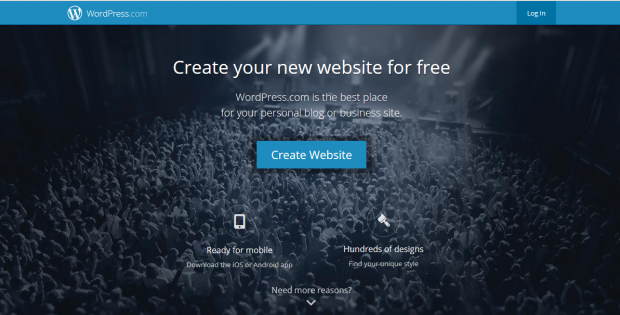 WordPress.com
Log In
Create your new website for free
WordPress.com is the best place
for your personal blog or business site.
Create Website
Ready for mobile
Download the iOS or Android app
Hundreds of designs
Find your unique style
Need more reasons?